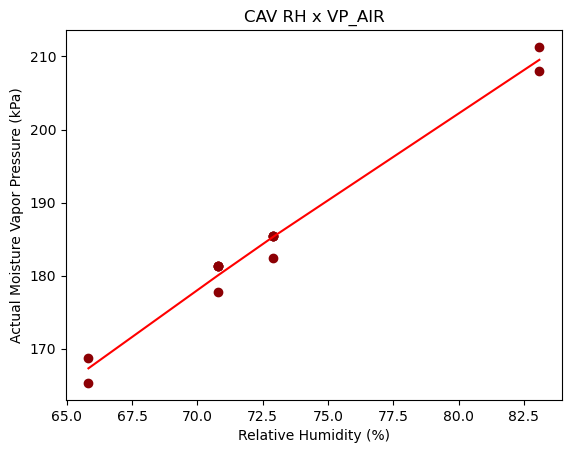 CAV RH x VP_AIR
Actual Moisture Vapor Pressure (kPa)
210
200
190
180
170
65.0 67.5 70.0 72.5 75.0 77.5 80.0 82.5
Relative Humidity (%)